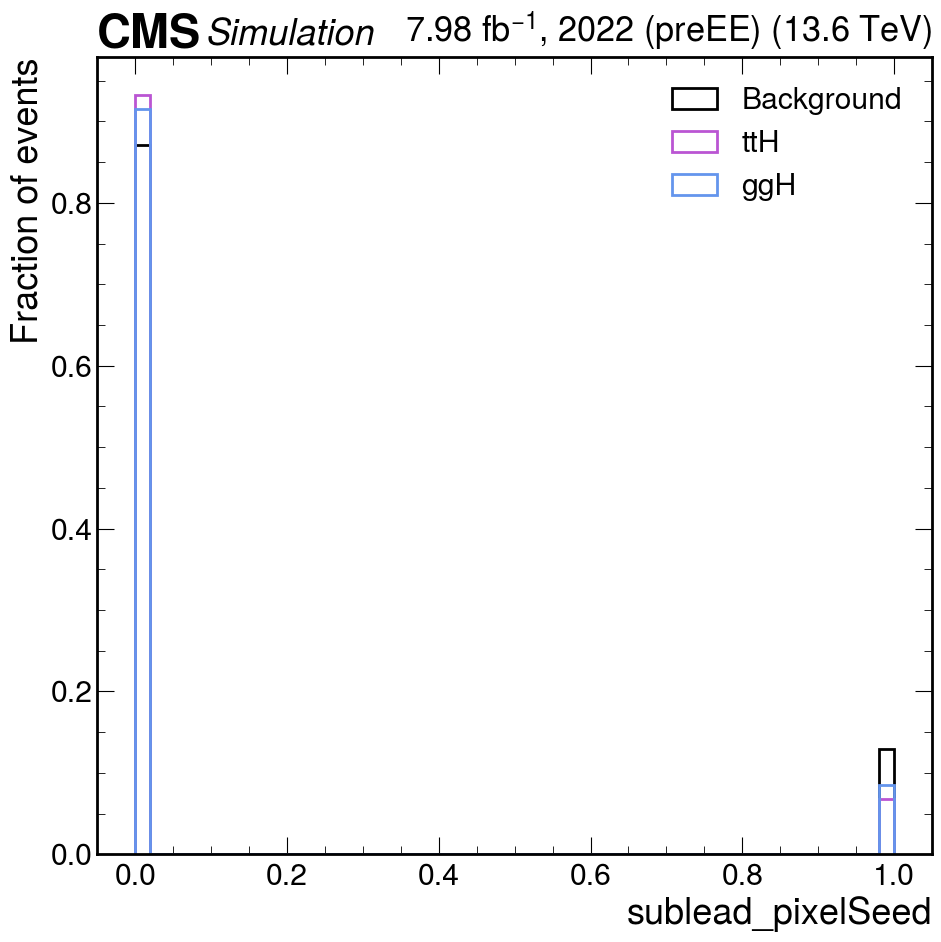 CMS Simulation 7.98 fb⁻¹, 2022 (preEE) (13.6 TeV)
Fraction of events
Background
ttH
ggH
0.8
0.6
0.4
0.2
0.0
0.0 0.2 0.4 0.6 0.8 1.0
sublead_pixelSeed